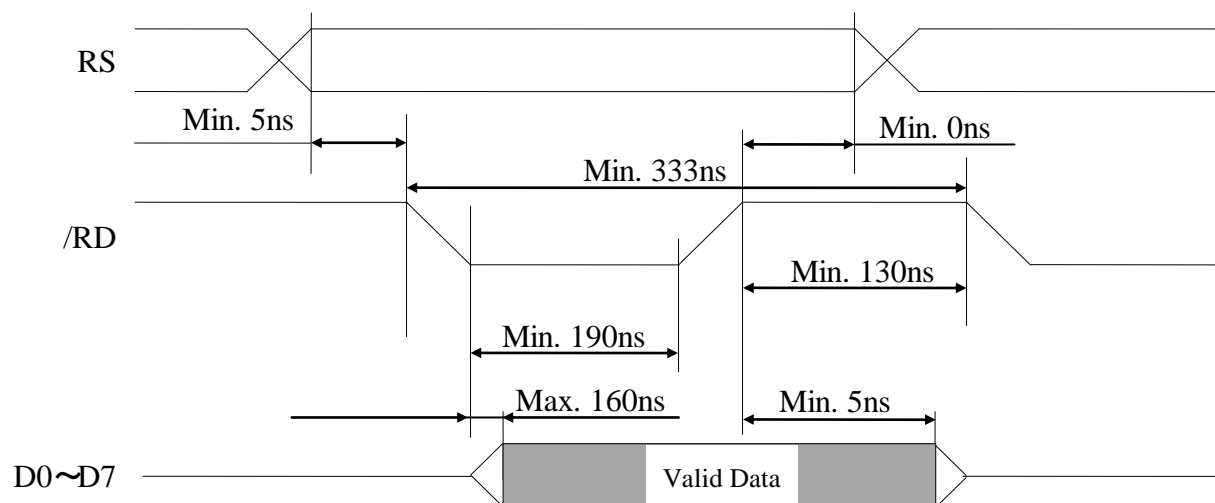 RS
Min. 5ns
Min. 0ns
Min. 333ns
/RD
Min. 130ns
Min. 190ns
Max. 160ns
Min. 5ns
D0～D7
Valid Data